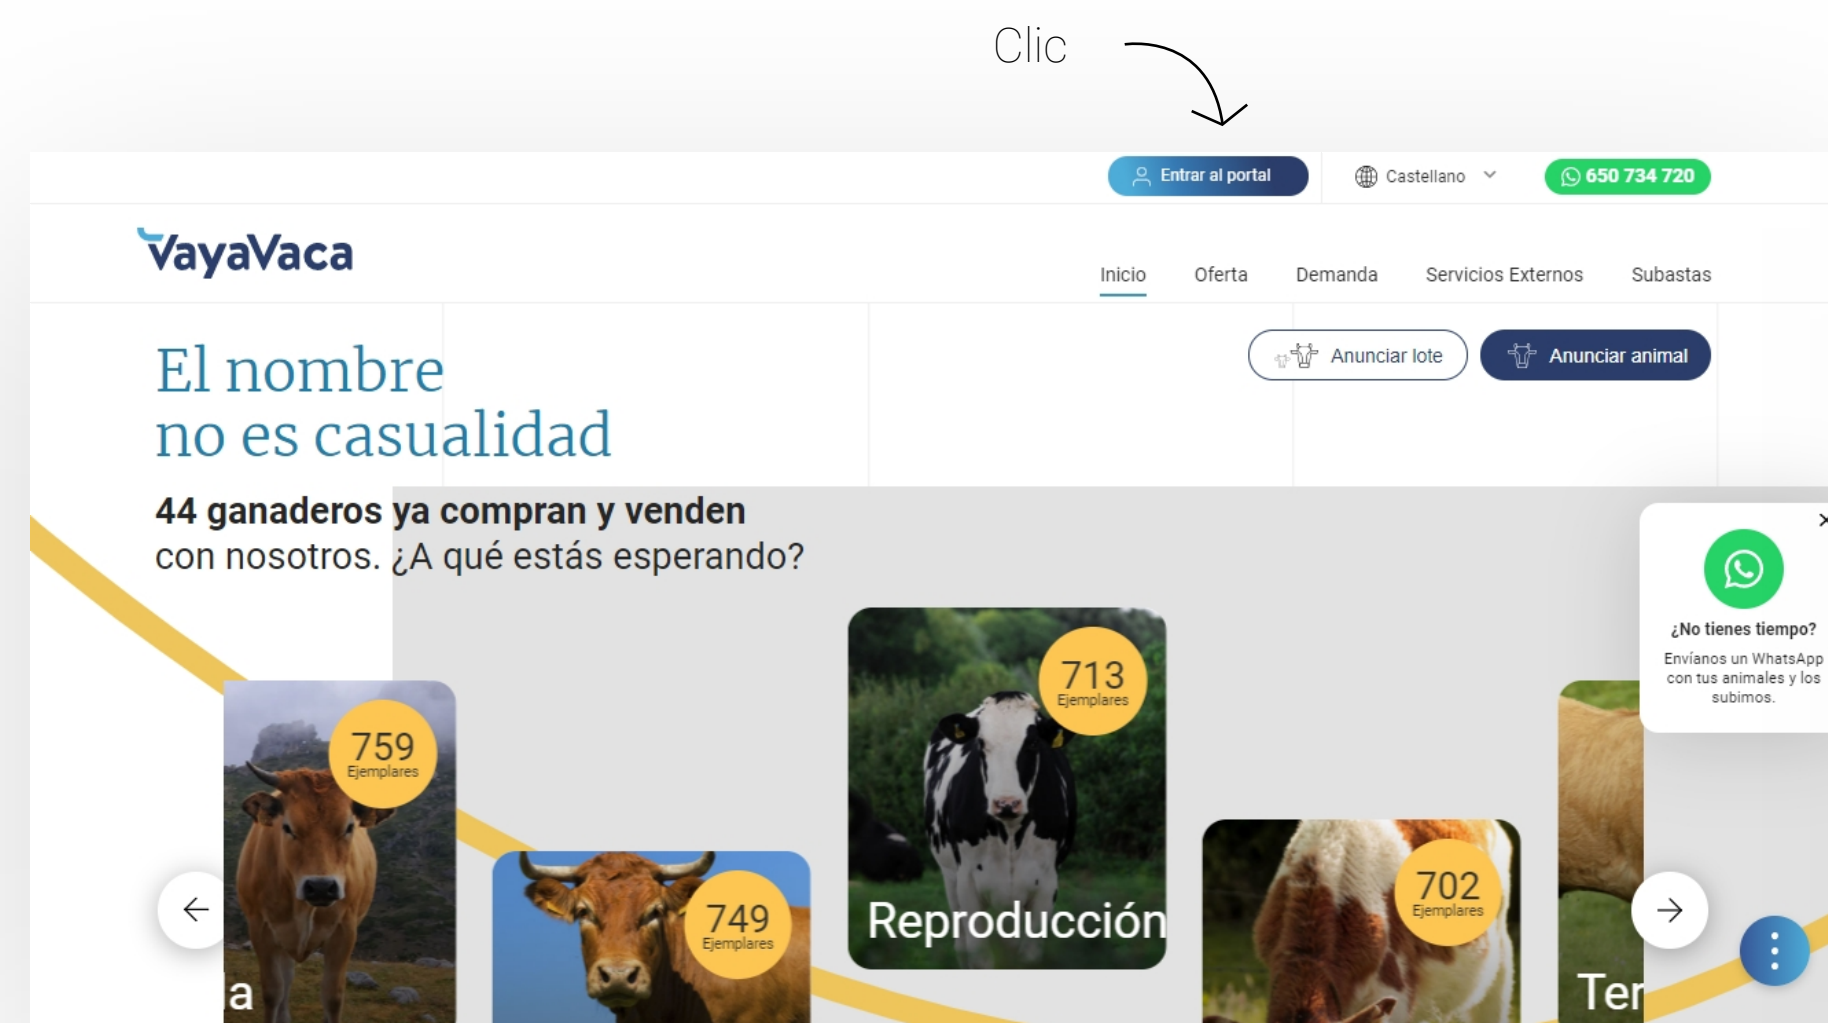 Clic
Entrar al portal
Castellano
650 734 720
VayaVaca
Inicio
Oferta
Demanda
Servicios Externos
Subastas
El nombre
no es casualidad
Anunciar lote
Anunciar animal
44 ganaderos ya compran y venden
con nosotros. ¿A qué estás esperando?
¿No tienes tiempo?
Envíanos un WhatsApp
con tus animales y los
subimos.
759
Ejemplares
749
Ejemplares
713
Ejemplares
Reproducción
702
Ejemplares
la
Ter